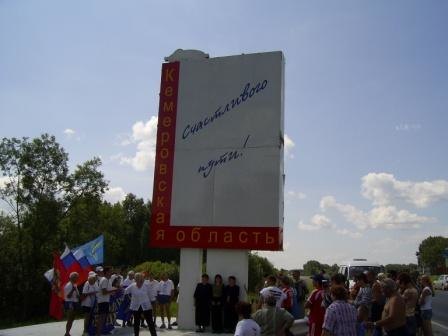 Кемеровская
область
Счастливого
пути!